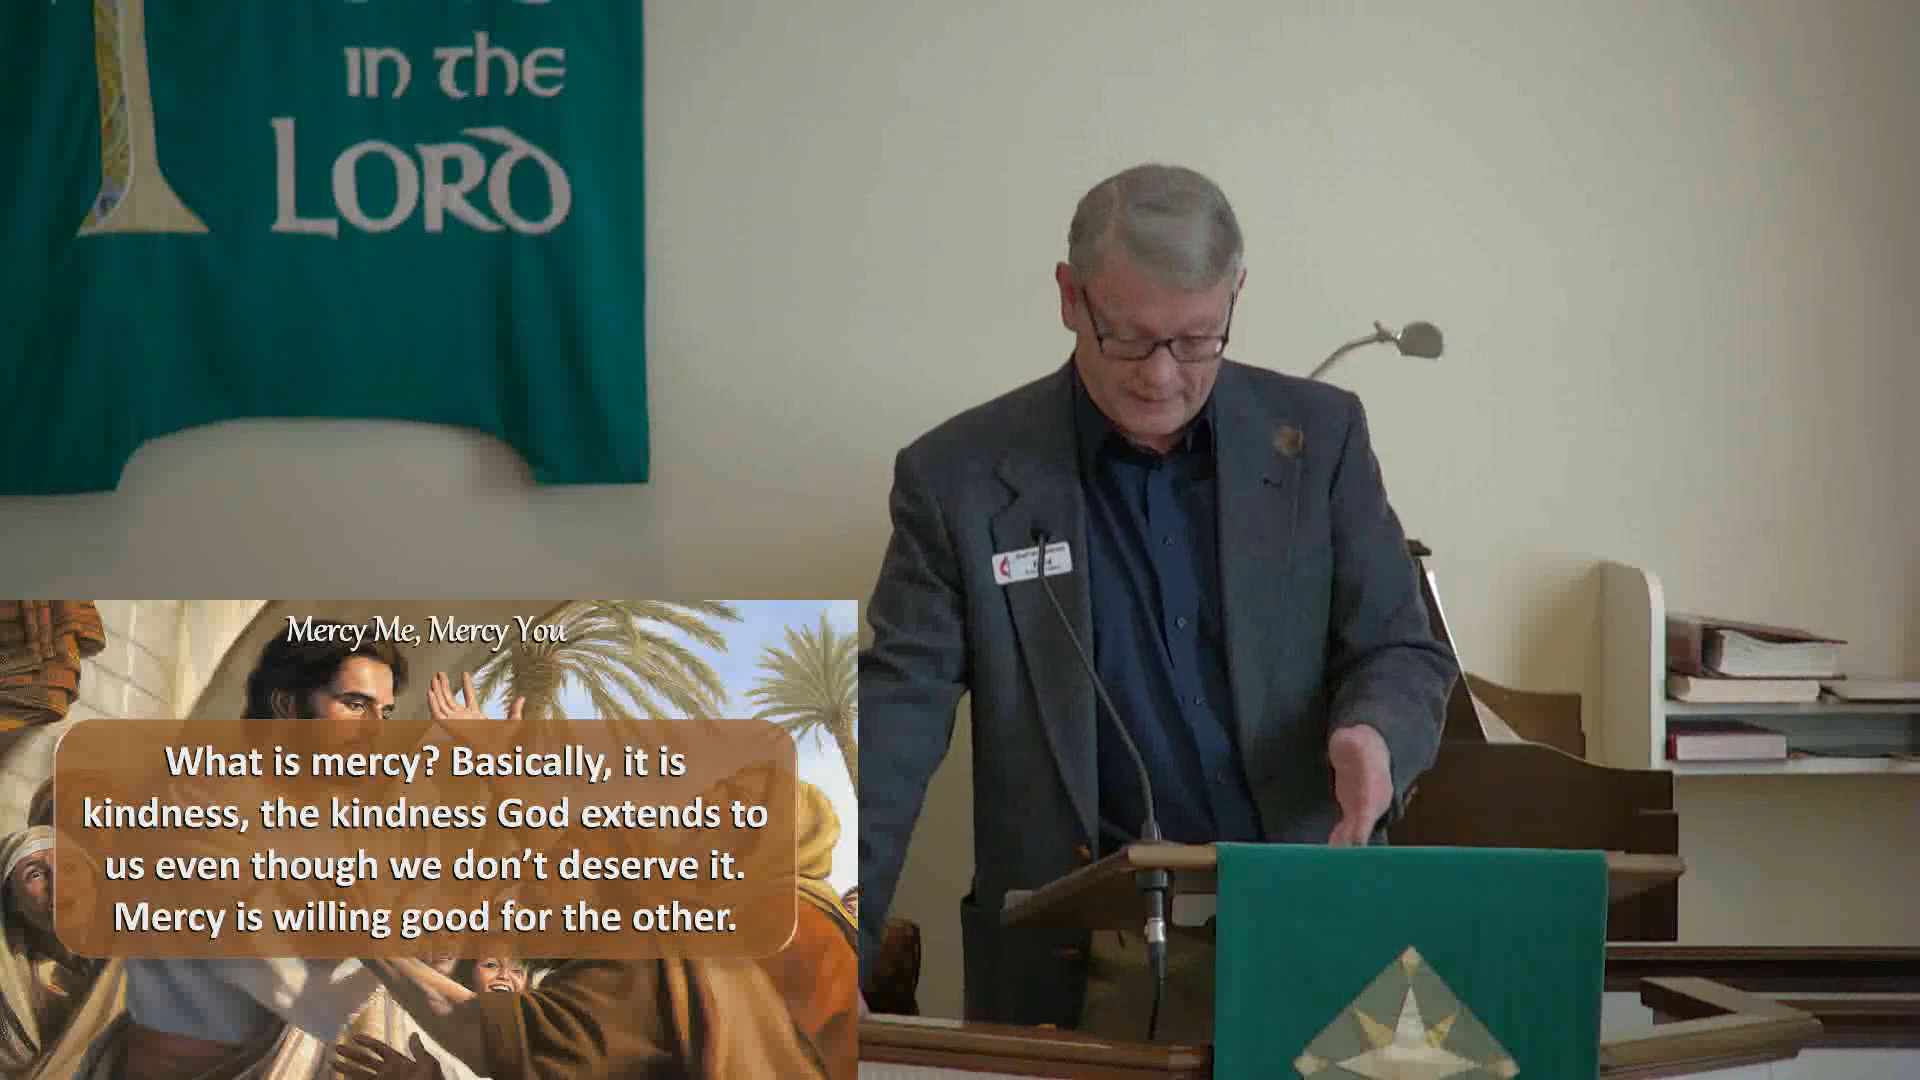 in the
LORD
Mercy Me, Mercy You
What is mercy? Basically, it is
kindness, the kindness God extends to
us even though we don’t deserve it.
Mercy is willing good for the other.